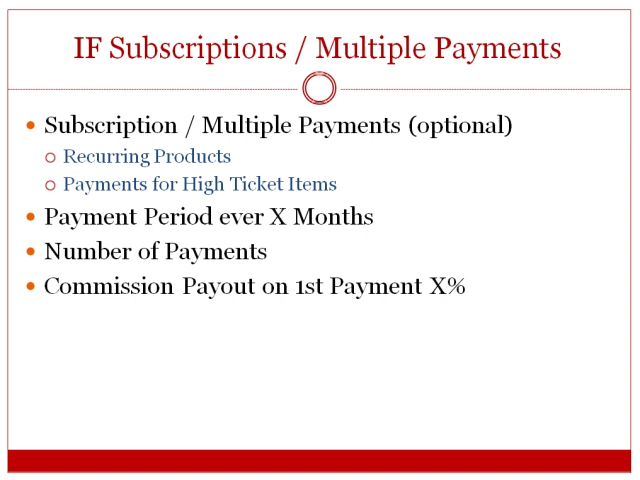 IF Subscriptions / Multiple Payments
Subscription / Multiple Payments (optional)
Recurring Products
Payments for High Ticket Items
Payment Period ever X Months
Number of Payments
Commission Payout on 1st Payment X%